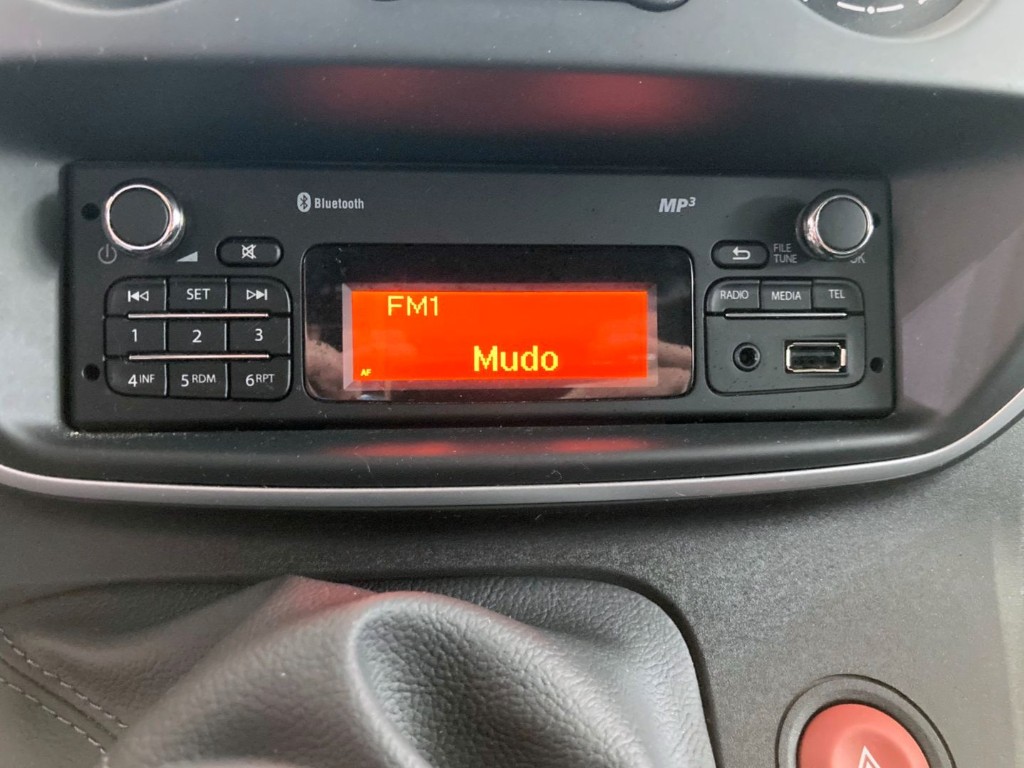 Bluetooth
MP3
FILE
TUNE
OK
SET
RADIO
MEDIA
TEL
FM1
1
2
3
Mudo
AF
4 INF
5 RDM
6 RPT